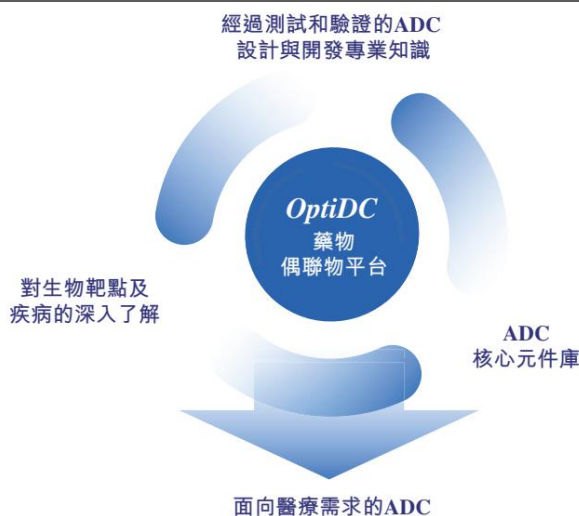 經過測試和驗證的ADC
設計與開發專業知識
OptiDC
藥物
偶聯物平台
對生物靶點及
疾病的深入了解
ADC
核心元件庫
面向醫療需求的ADC